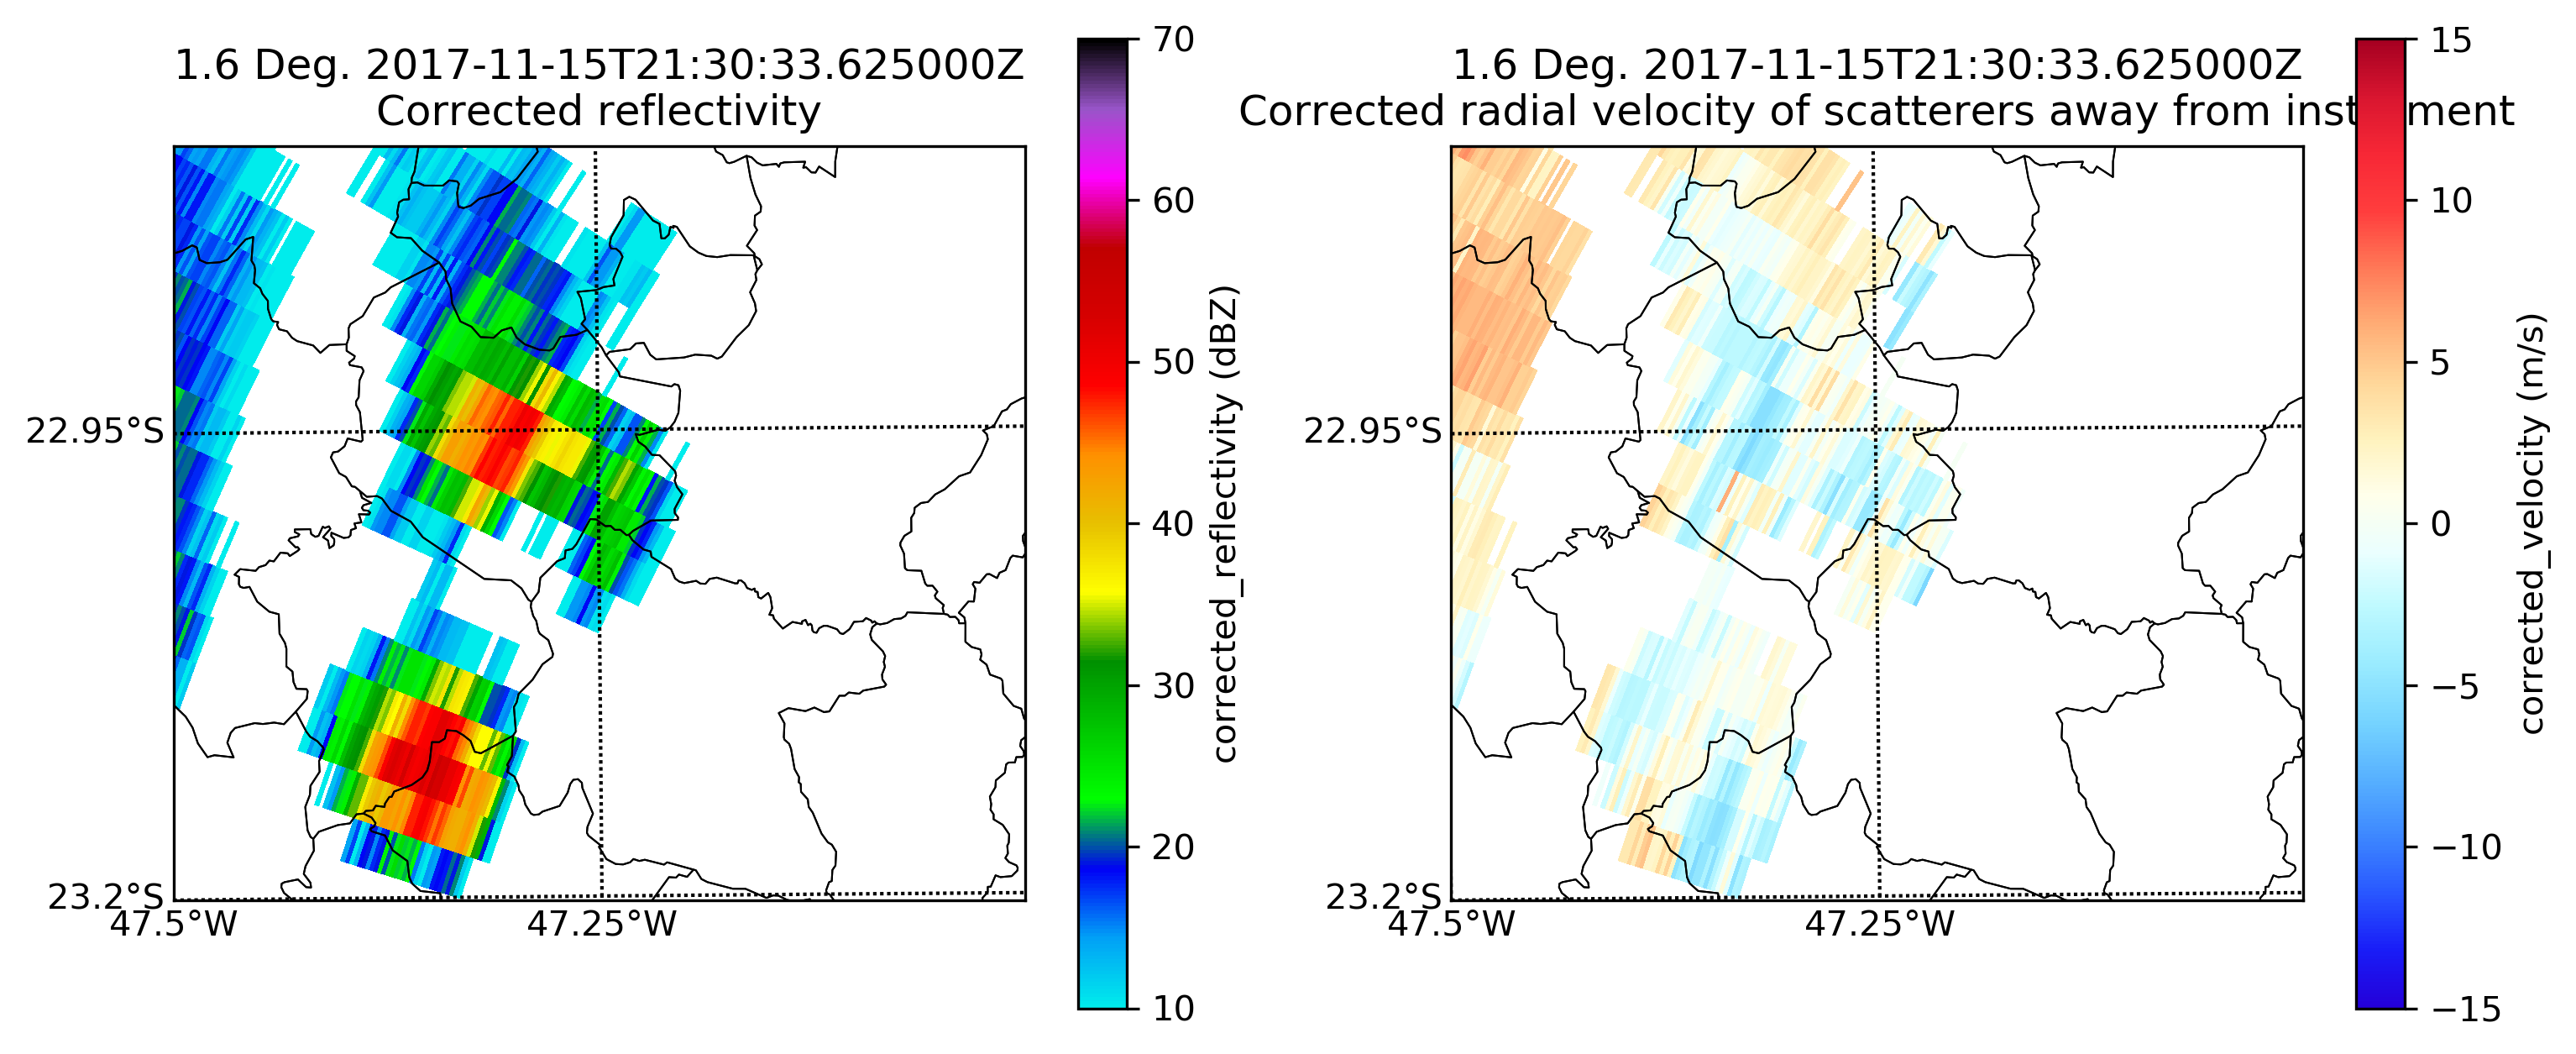 1.6 Deg. 2017-11-15T21:30:33.625000Z
Corrected reflectivity
22.95°S
23.2°S
47.5°W
47.25°W
70
60
50
40
30
20
10
corrected_reflectivity (dBZ)
1.6 Deg. 2017-11-15T21:30:33.625000Z
Corrected radial velocity of scatterers away from inst ment
22.95°S
23.2°S
47.5°W
47.25°W
15
10
5
0
−5
−10
−15
corrected_velocity (m/s)